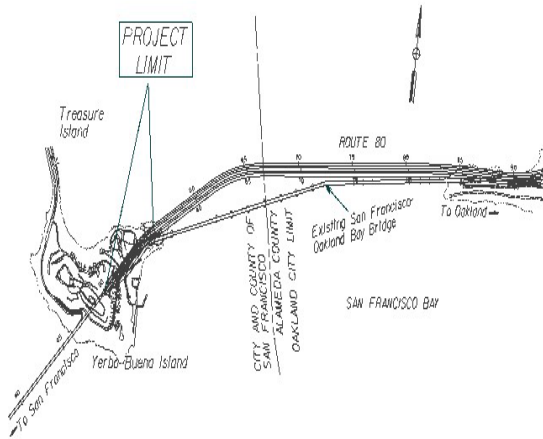 PROJECT
LIMIT
Treasure
Island
ROUTE 80
To Oakland
Existing San Francisco-
Oakland Bay Bridge
CITY AND COUNTY OF
SAN FRANCISCO
ALAMEDA COUNTY
OAKLAND CITY LIMIT
SAN FRANCISCO BAY
Yerba Buena Island
To San Francisco